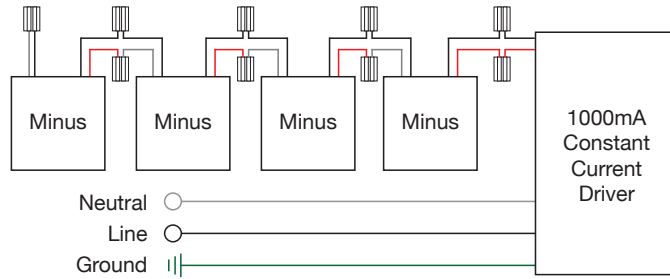 Minus
Minus
Minus
Minus
1000mA
Constant
Current
Driver
Neutral
Line
Ground